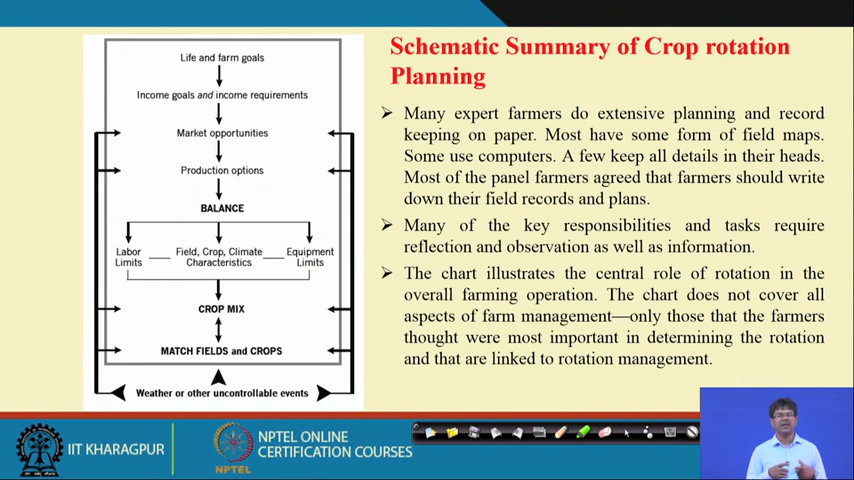 Schematic Summary of Crop rotation
Planning
Life and farm goals
Income goals and income requirements
Market opportunities
Production options
BALANCE
Labor
Limits
Field, Crop, Climate
Characteristics
Equipment
Limits
CROP MIX
MATCH FIELDS and CROPS
Weather or other uncontrollable events
➢ Many expert farmers do extensive planning and record
keeping on paper. Most have some form of field maps.
Some use computers. A few keep all details in their heads.
Most of the panel farmers agreed that farmers should write
down their field records and plans.
➢ Many of the key responsibilities and tasks require
reflection and observation as well as information.
➢ The chart illustrates the central role of rotation in the
overall farming operation. The chart does not cover all
aspects of farm management—only those that the farmers
thought were most important in determining the rotation
and that are linked to rotation management.
IIT KHARAGPUR
NPTEL
NPTEL ONLINE
CERTIFICATION COURSES